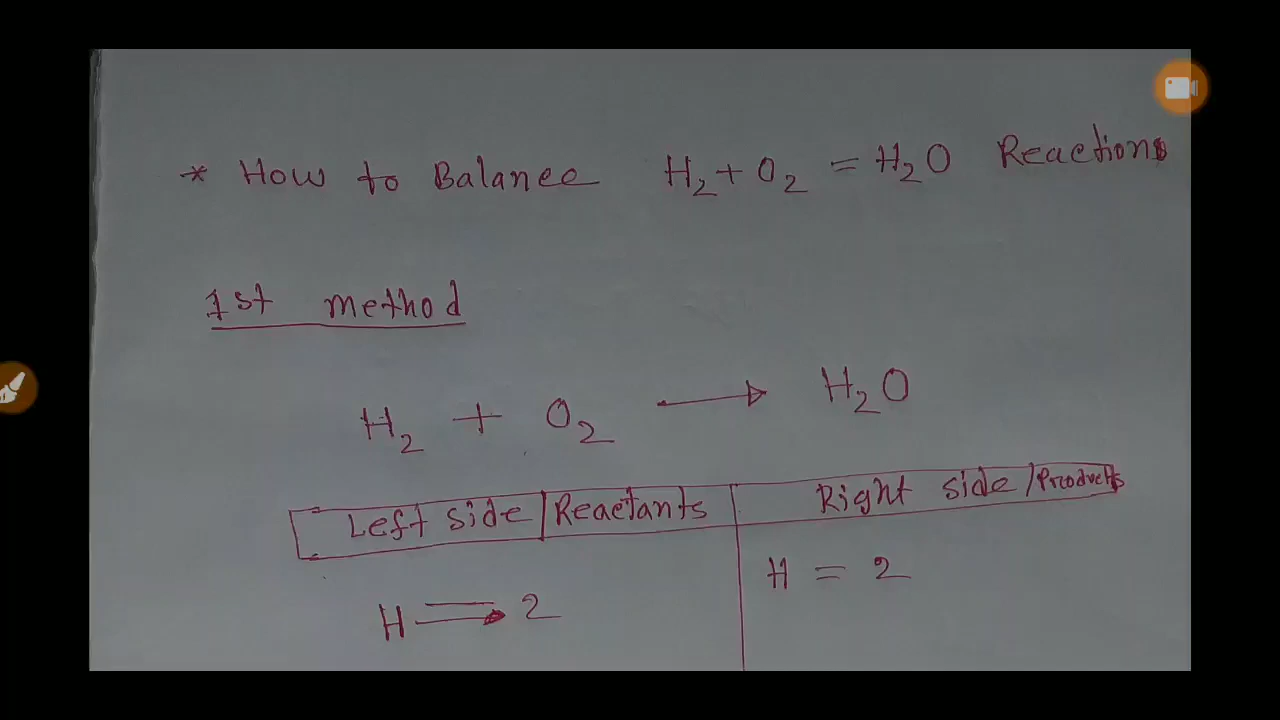 * How to Balance H₂ + O₂ = H₂O Reactions
1st method
H₂ + O₂ → H₂O
Left side/Reactants Right side/Products
H = 2 H = 2